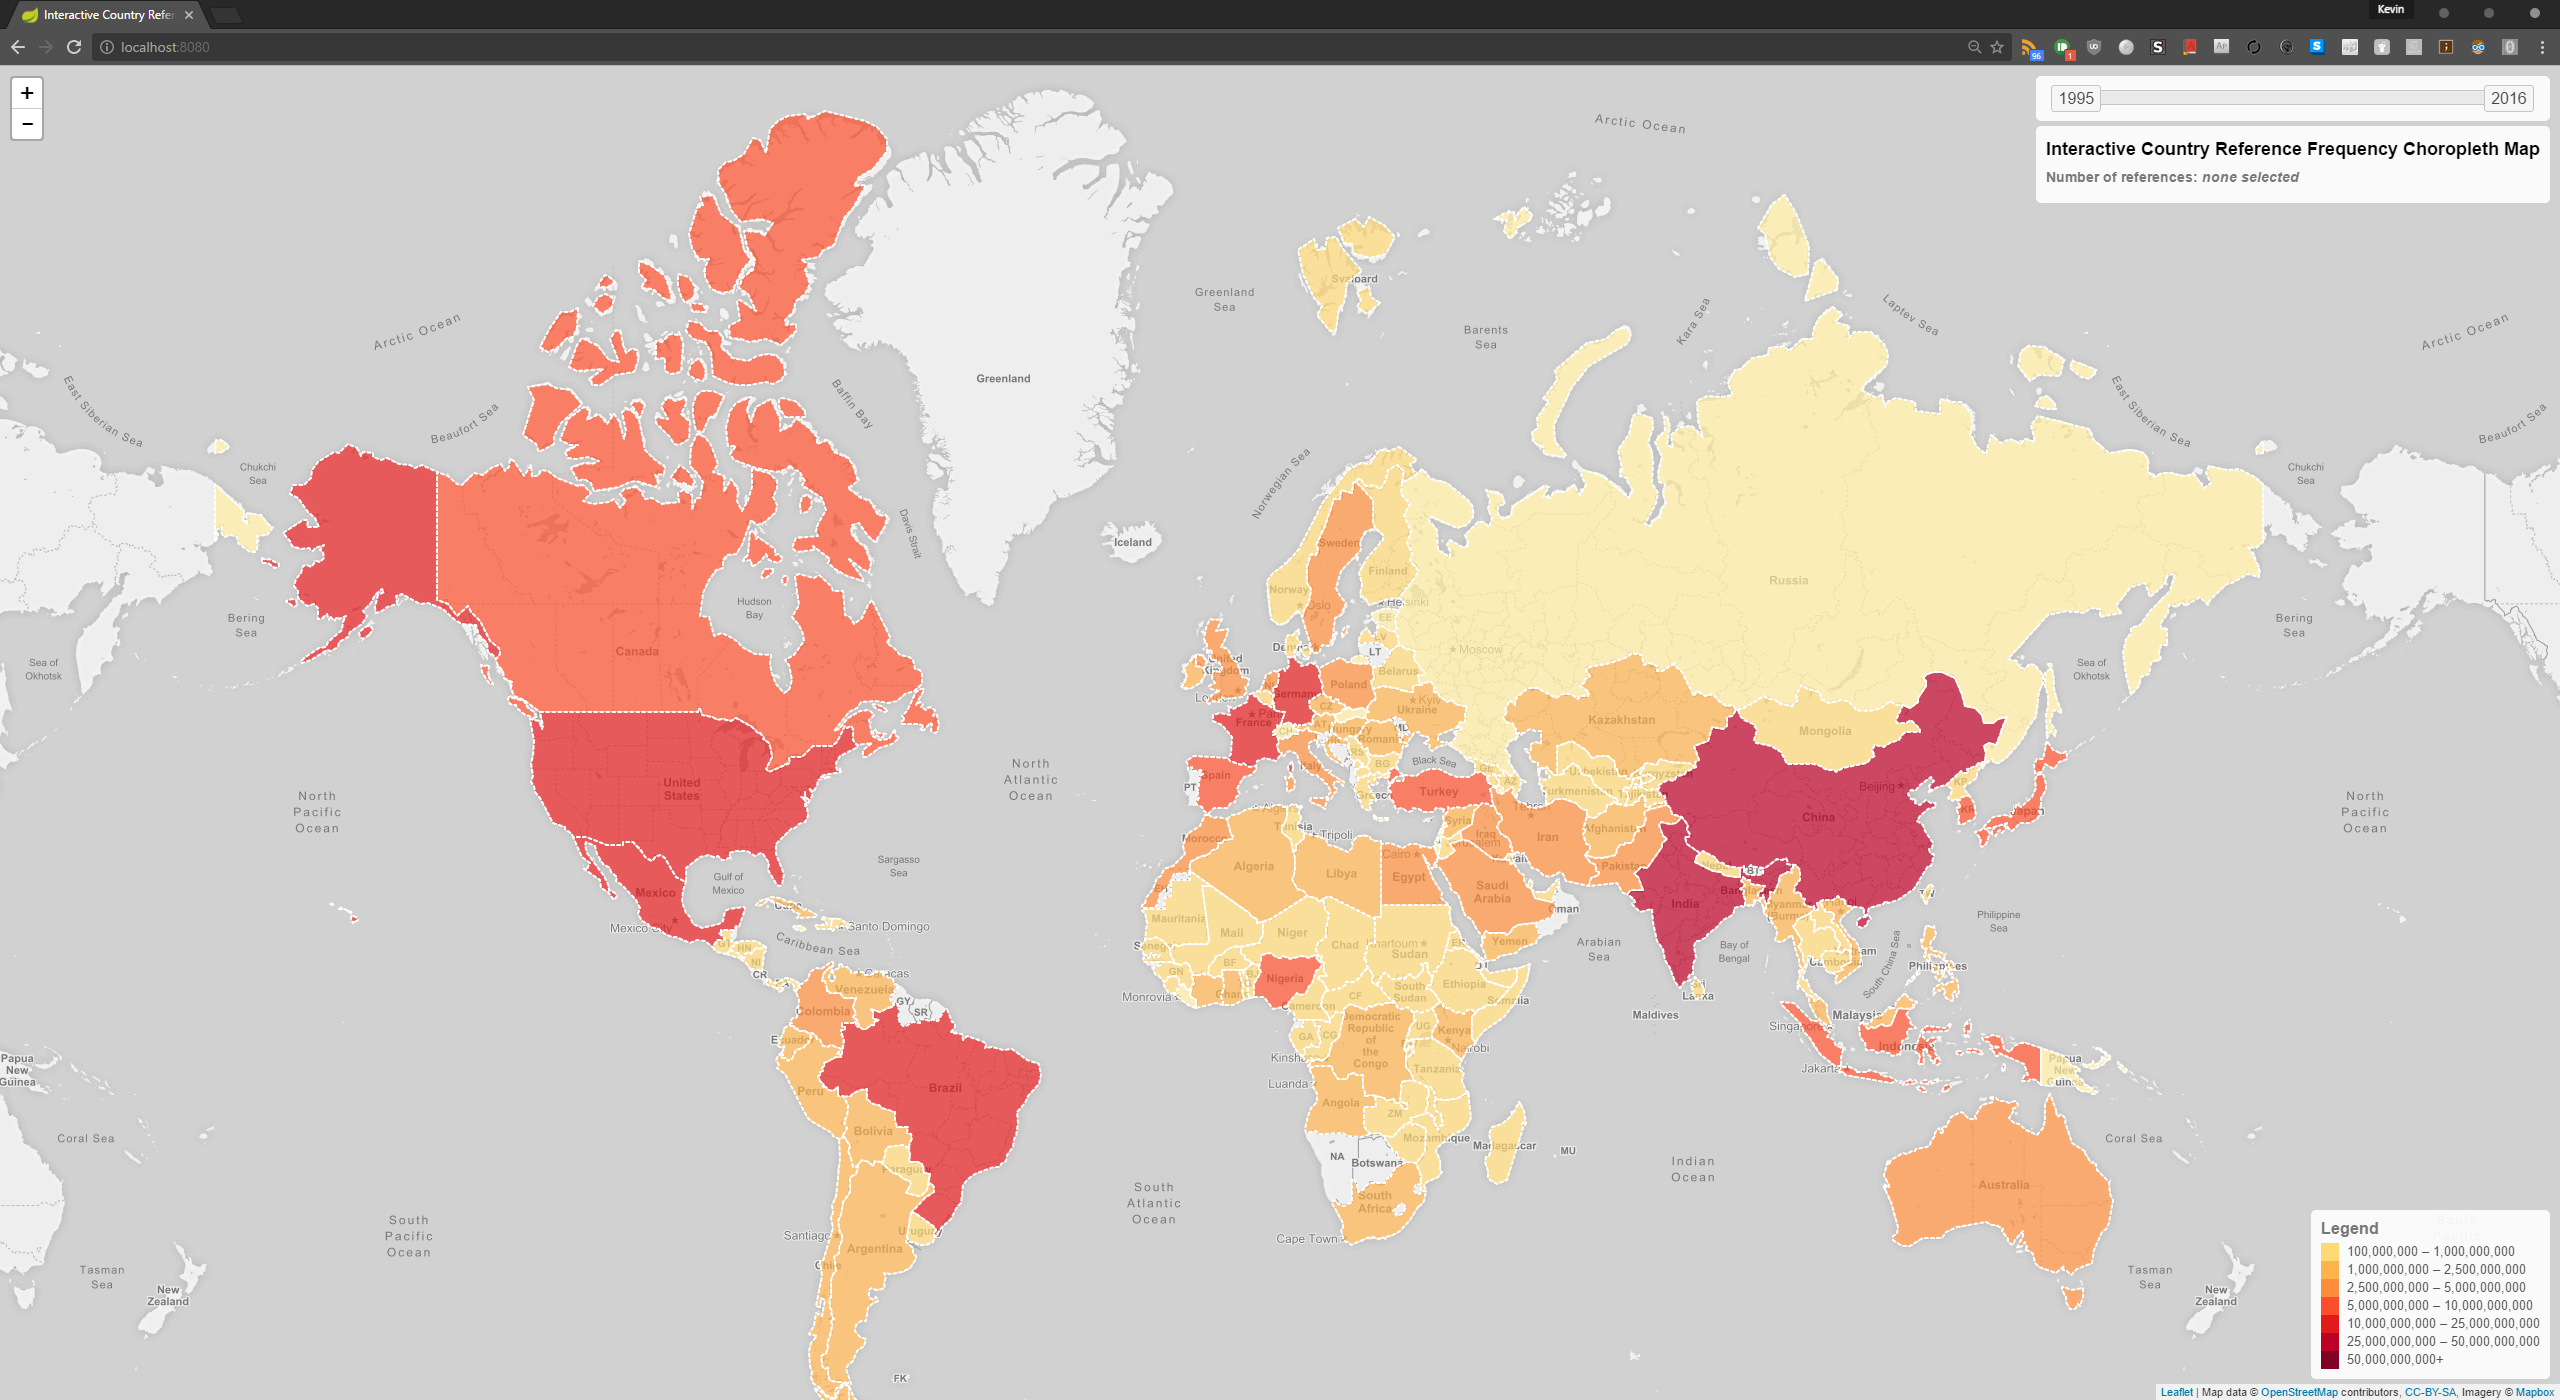 Interactive Country Refer
Kevin
localhost:8080
96
1
+
−
1995
2016
Interactive Country Reference Frequency Choropleth Map
Number of references: none selected
Arctic Ocean
Arctic Ocean
Arctic Ocean
Greenland
Sea
Barents
Sea
Kara Sea
Laptev Sea
East Siberian Sea
East Siberian Sea
Beaufort Sea
Beaufort Sea
Baffin Bay
Davis Strait
Norwegian Sea
Svalbard
Greenland
Iceland
Chukchi
Sea
Chukchi
Sea
Bering
Sea
Bering
Sea
Sea of
Okhotsk
Sea of
Okhotsk
Hudson
Bay
Canada
United
States
Mexico
Mexico City
Gulf of
Mexico
Sargasso
Sea
North
Pacific
Ocean
North
Atlantic
Ocean
North
Pacific
Ocean
Cuba
Santo Domingo
Caribbean Sea
GT
HN
NI
CR
Caracas
Venezuela
Colombia
GY
SR
Ecuador
Peru
Brazil
Bolivia
Paraguay
Uruguay
Santiago
Argentina
Chile
FK
Norway
Oslo
Sweden
Finland
Helsinki
EE
LV
LT
Russia
Moscow
United
Kingdom
Germany
Poland
Belarus
Kyiv
Ukraine
CZ
AT
CH
Hungary
France
Romania
RS
BG
Italy
Spain
PT
Greece
Black Sea
Turkey
GE
AZ
Kazakhstan
Uzbekistan
Kyrgyzstan
Turkmenistan
Tajikistan
Mongolia
China
Beijing
KP
KR
Japan
Algiers
Tunisia
Tripoli
Morocco
Algeria
Libya
Cairo
Egypt
Syria
Iraq
Jerusalem
Tehran
Iran
Afghanistan
Pakistan
Nepal
India
Saudi
Arabia
Oman
Yemen
EH
Mauritania
Mali
Niger
Chad
Khartoum
Sudan
ER
Senegal
GN
BF
Nigeria
Ghana
Monrovia
Cameroon
CF
South
Sudan
Ethiopia
Somalia
GA
CG
Democratic
Republic
of
the
Congo
UG
Kenya
Nairobi
Kinshasa
Luanda
Tanzania
Angola
ZM
Mozambique
Madagascar
MU
NA
Botswana
South
Africa
Cape Town
Arabian
Sea
Bay of
Bengal
Sri
Lanka
Maldives
Myanmar
(Burma)
Vietnam
Cambodia
South China Sea
Philippines
Philippine
Sea
Malaysia
Singapore
Indonesia
Jakarta
Papua
New
Guinea
Papua
New
Guinea
Coral Sea
Coral Sea
Australia
Indian
Ocean
South
Atlantic
Ocean
South
Pacific
Ocean
Tasman
Sea
Tasman
Sea
New
Zealand
New
Zealand
Legend
100,000,000 – 1,000,000,000
1,000,000,000 – 2,500,000,000
2,500,000,000 – 5,000,000,000
5,000,000,000 – 10,000,000,000
10,000,000,000 – 25,000,000,000
25,000,000,000 – 50,000,000,000
50,000,000,000+
Leaflet | Map data © OpenStreetMap contributors, CC-BY-SA, Imagery © Mapbox